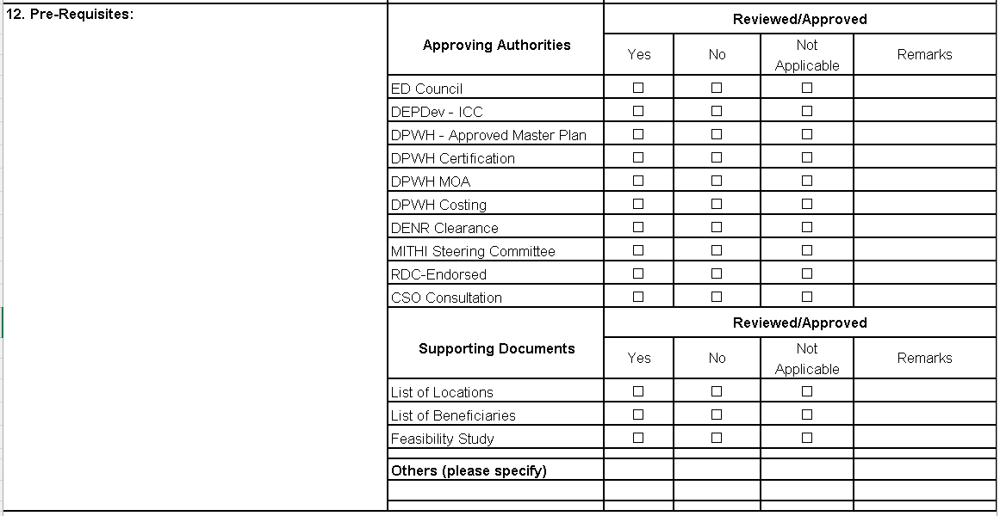 12. Pre-Requisites:
Approving Authorities
Reviewed/Approved
Yes
No
Not
Applicable
Remarks
ED Council
DEPDev - ICC
DPWH - Approved Master Plan
DPWH Certification
DPWH MOA
DPWH Costing
DENR Clearance
MITHI Steering Committee
RDC-Endorsed
CSO Consultation
Supporting Documents
Reviewed/Approved
Yes
No
Not
Applicable
Remarks
List of Locations
List of Beneficiaries
Feasibility Study
Others (please specify)